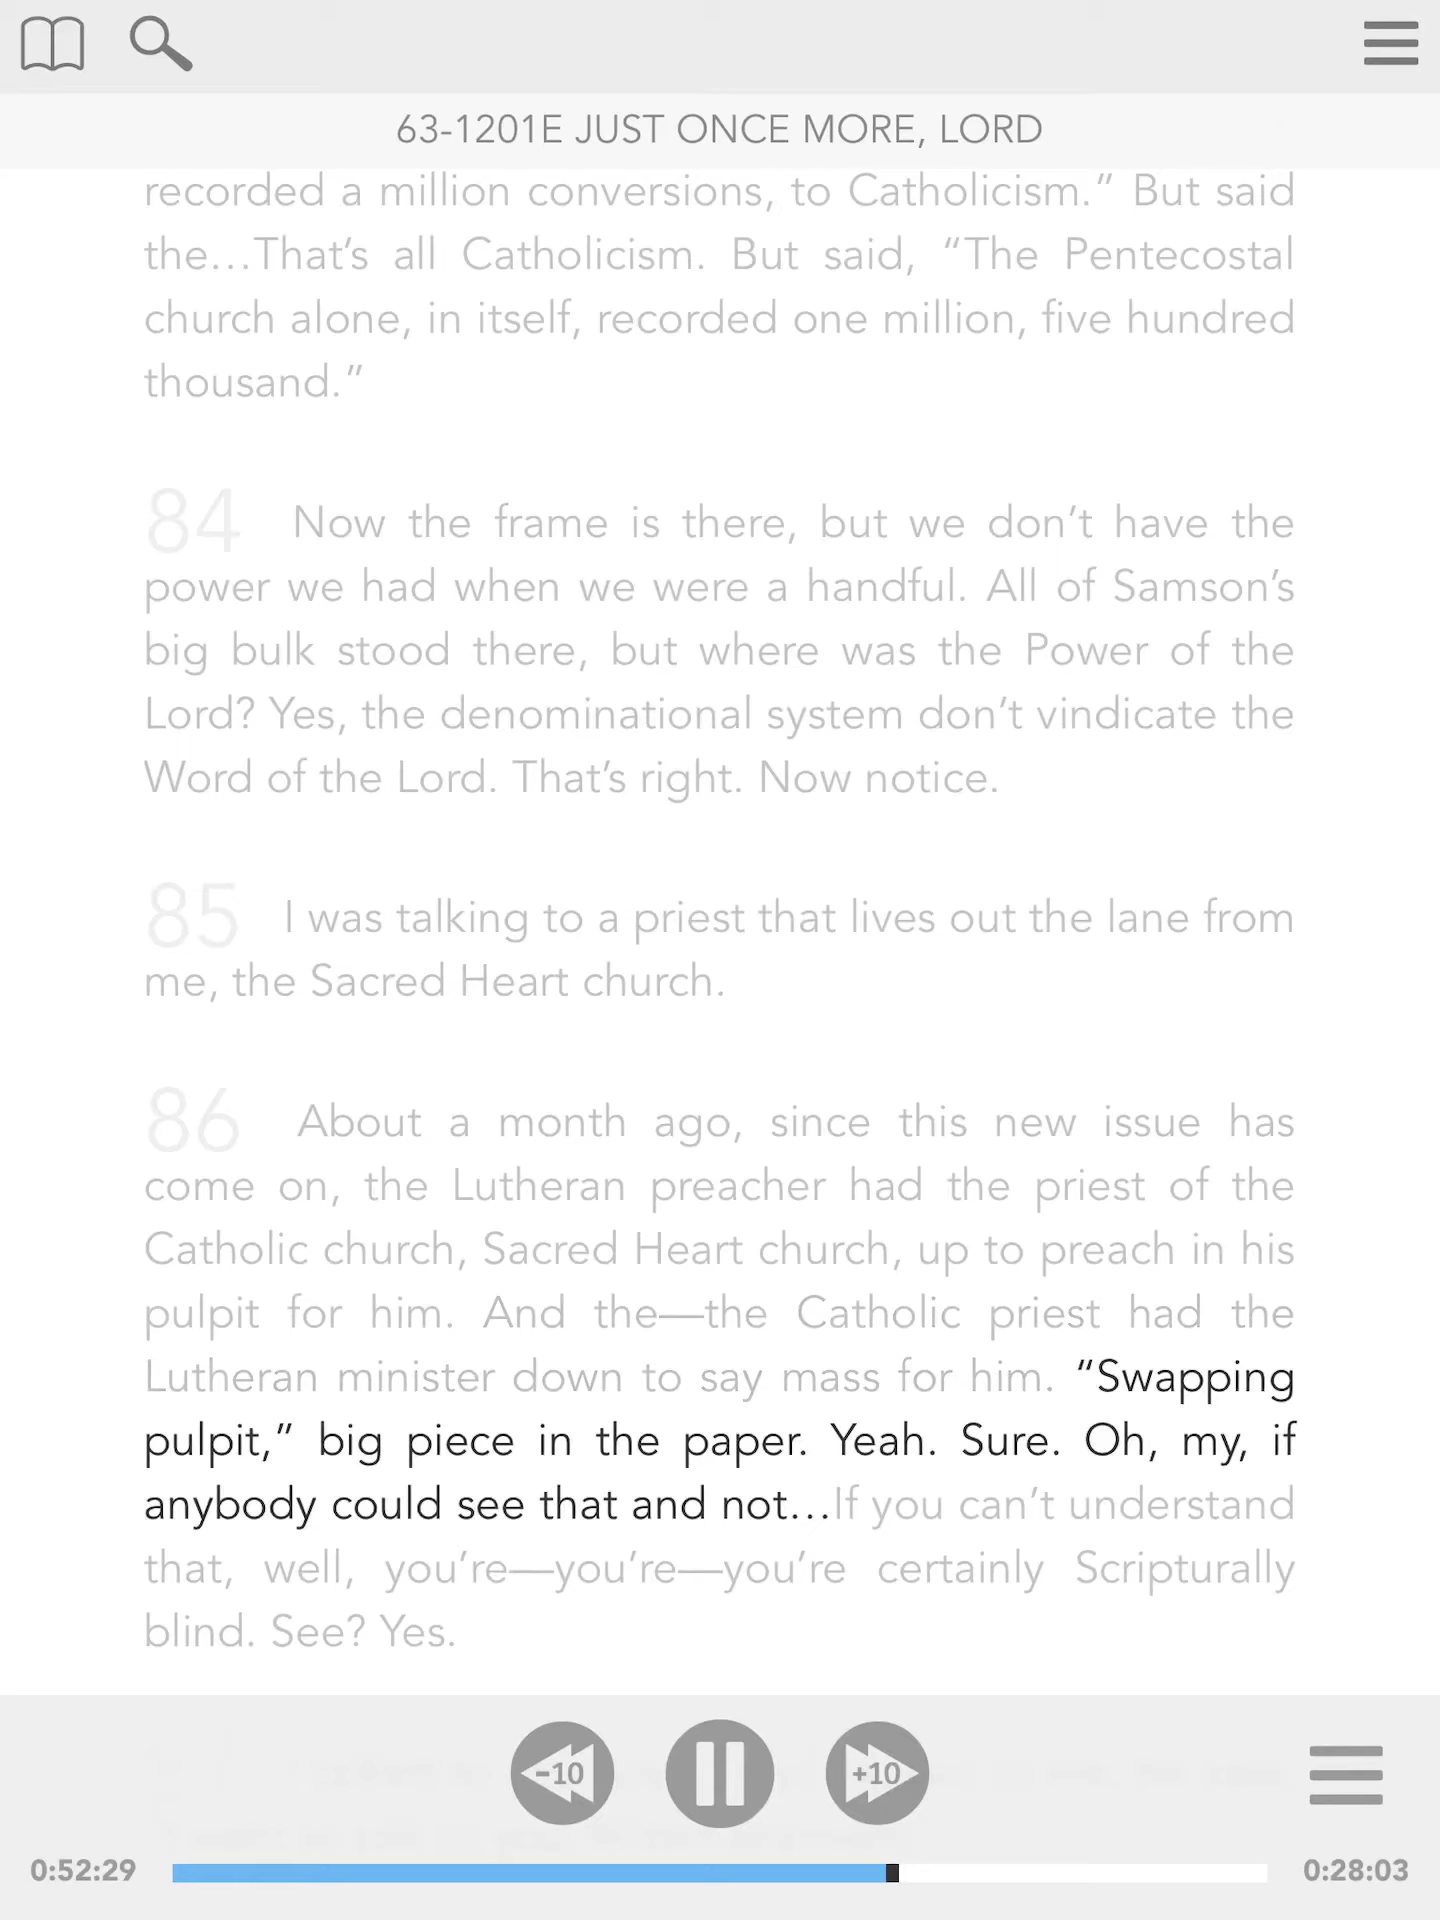 63-1201E JUST ONCE MORE, LORD
recorded a million conversions, to Catholicism.” But said
the…That’s all Catholicism. But said, “The Pentecostal
church alone, in itself, recorded one million, five hundred
thousand.”
84 Now the frame is there, but we don’t have the
power we had when we were a handful. All of Samson’s
big bulk stood there, but where was the Power of the
Lord? Yes, the denominational system don’t vindicate the
Word of the Lord. That’s right. Now notice.
85 I was talking to a priest that lives out the lane from
me, the Sacred Heart church.
86 About a month ago, since this new issue has
come on, the Lutheran preacher had the priest of the
Catholic church, Sacred Heart church, up to preach in his
pulpit for him. And the—the Catholic priest had the
Lutheran minister down to say mass for him. “Swapping
pulpit,” big piece in the paper. Yeah. Sure. Oh, my, if
anybody could see that and not…If you can’t understand
that, well, you’re—you’re—you’re certainly Scripturally
blind. See? Yes.
-10 +10
0:52:29 0:28:03